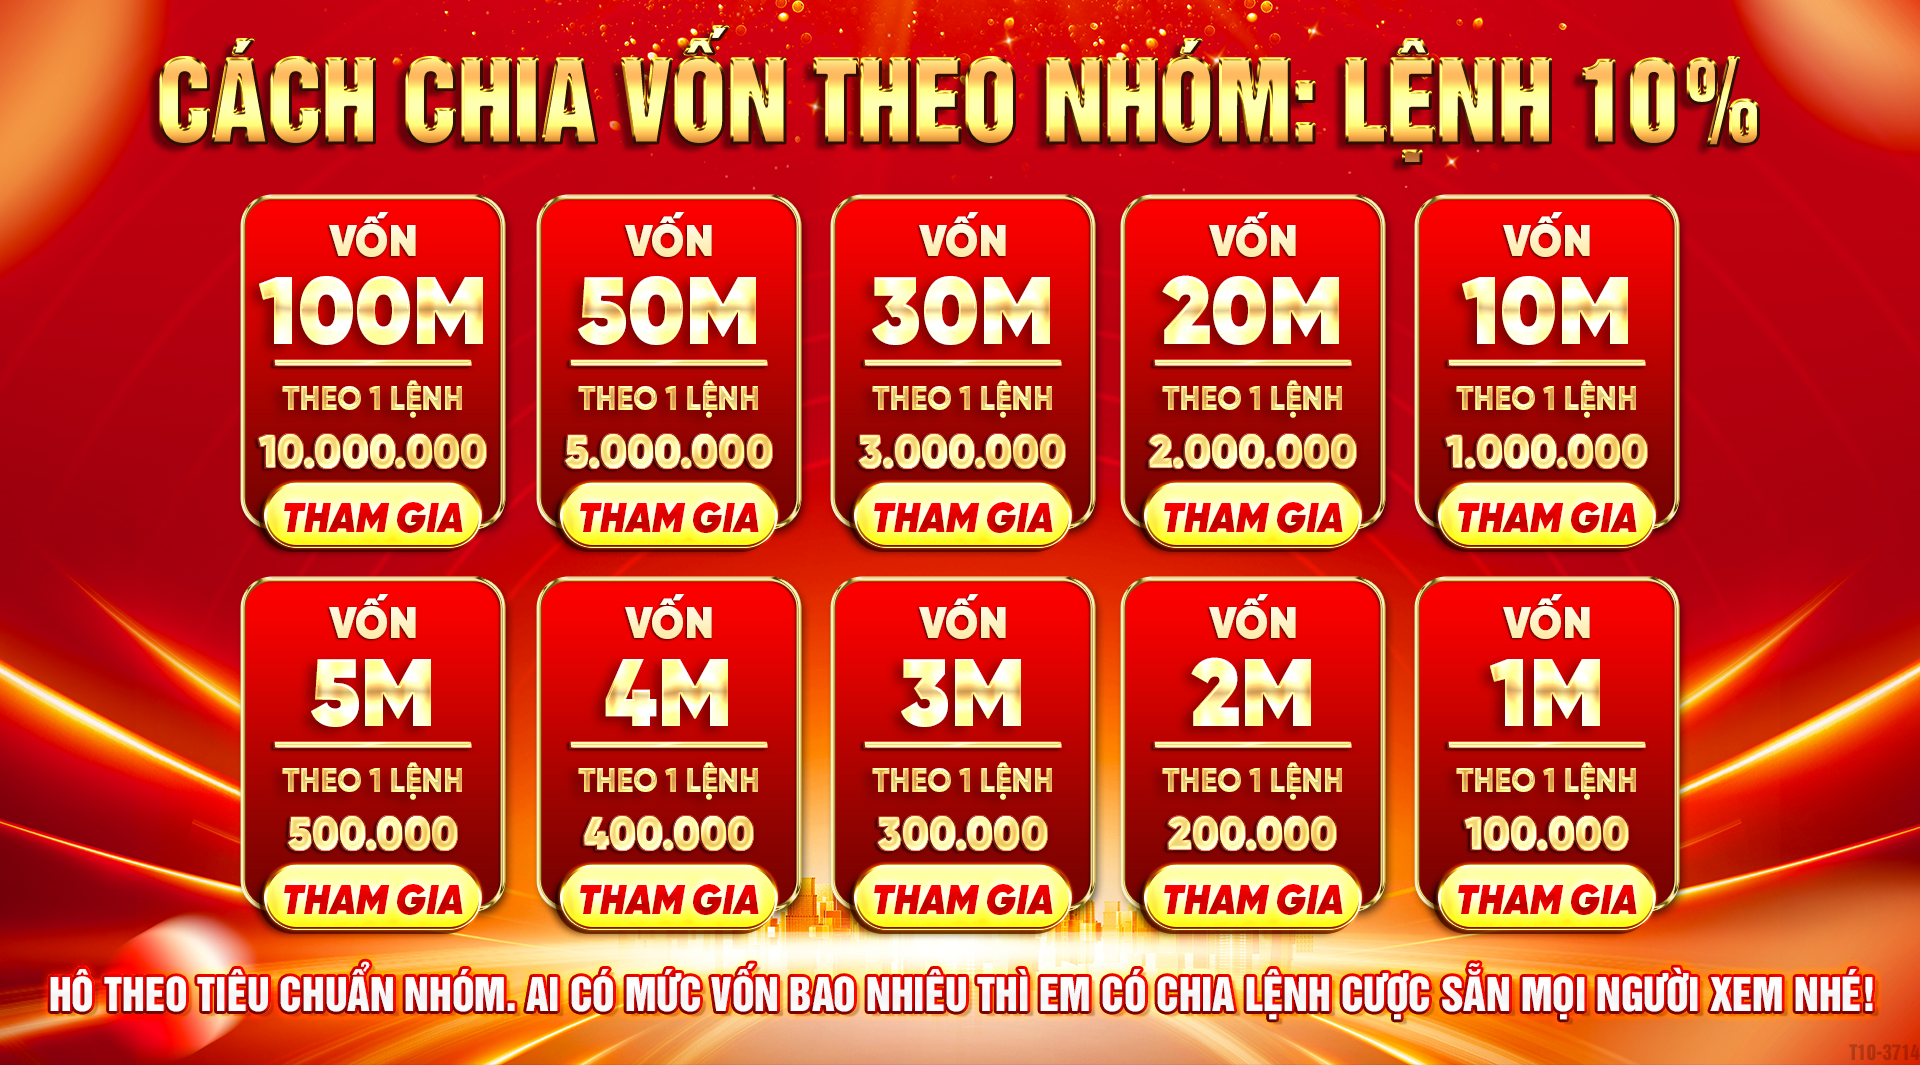 CÁCH CHIA VỐN THEO NHÓM: LỆNH 10%
VỐN
100M
THEO 1 LỆNH
10.000.000
THAM GIA
VỐN
50M
THEO 1 LỆNH
5.000.000
THAM GIA
VỐN
30M
THEO 1 LỆNH
3.000.000
THAM GIA
VỐN
20M
THEO 1 LỆNH
2.000.000
THAM GIA
VỐN
10M
THEO 1 LỆNH
1.000.000
THAM GIA
VỐN
5M
THEO 1 LỆNH
500.000
THAM GIA
VỐN
4M
THEO 1 LỆNH
400.000
THAM GIA
VỐN
3M
THEO 1 LỆNH
300.000
THAM GIA
VỐN
2M
THEO 1 LỆNH
200.000
THAM GIA
VỐN
1M
THEO 1 LỆNH
100.000
THAM GIA
HÔ THEO TIÊU CHUẨN NHÓM. AI CÓ MỨC VỐN BAO NHIÊU THÌ EM CÓ CHIA LỆNH CƯỢC SẴN MỌI NGƯỜI XEM NHÉ!
T10-3714